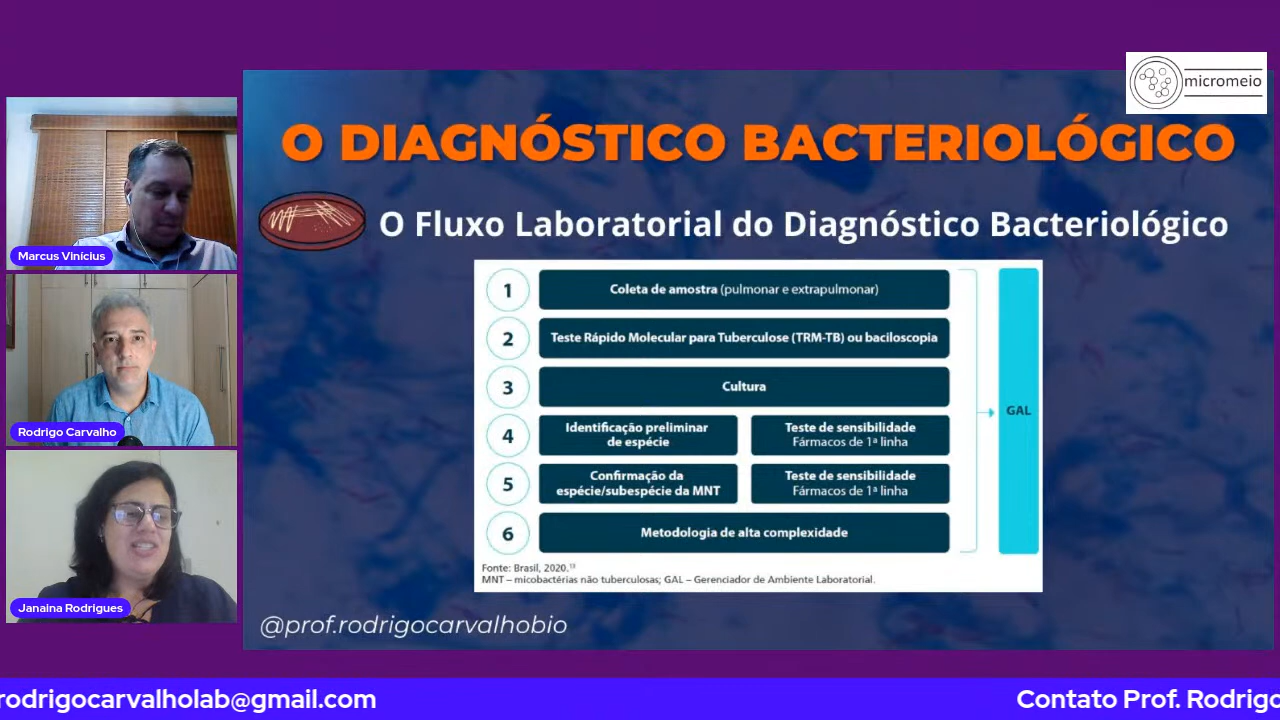 micromeio
O DIAGNÓSTICO BACTERIOLÓGICO
O Fluxo Laboratorial do Diagnóstico Bacteriológico
1
Coleta de amostra (pulmonar e extrapulmonar)
2
Teste Rápido Molecular para Tuberculose (TRM-TB) ou baciloscopia
3
Cultura
4
Identificação preliminar
de espécie
Teste de sensibilidade
Fármacos de 1ª linha
5
Confirmação da
espécie/subespécie da MNT
Teste de sensibilidade
Fármacos de 1ª linha
6
Metodologia de alta complexidade
GAL
Fonte: Brasil, 2020.¹³
MNT – micobactérias não tuberculosas; GAL – Gerenciador de Ambiente Laboratorial.
@prof.rodrigocarvalhobio
Marcus Vinícius
Rodrigo Carvalho
Janaina Rodrigues
rodrigocarvalholab@gmail.com
Contato Prof. Rodrigo